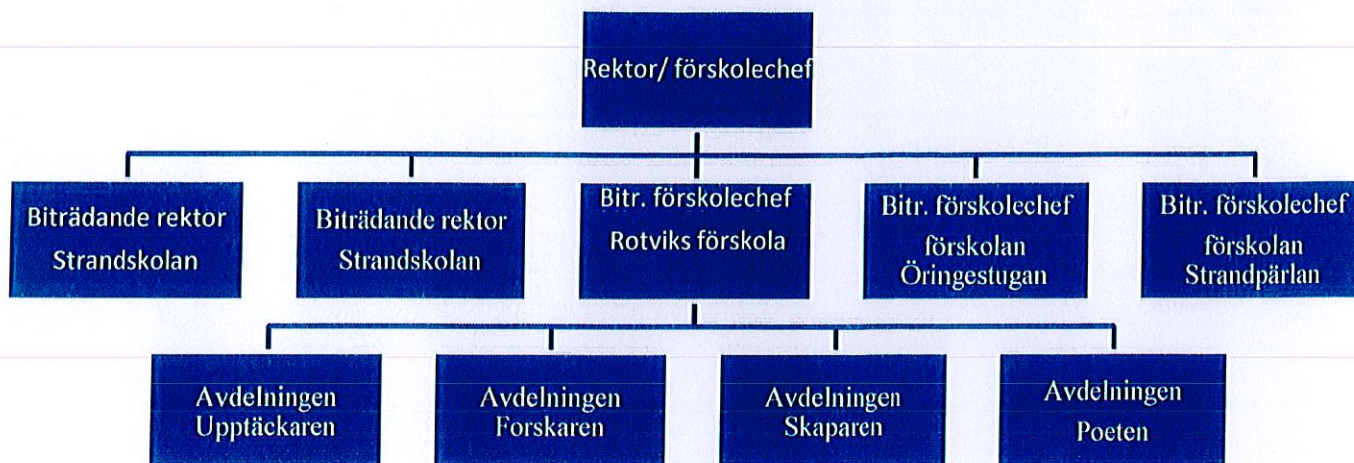 Rektor/ förskolechef
Biträdande rektor
Strandskolan
Biträdande rektor
Strandskolan
Bitr. förskolechef
Rotviks förskola
Bitr. förskolechef
förskolan
Öringestugan
Bitr. förskolechef
förskolan
Strandpärlan
Avdelningen
Upptäckaren
Avdelningen
Forskaren
Avdelningen
Skaparen
Avdelningen
Poeten